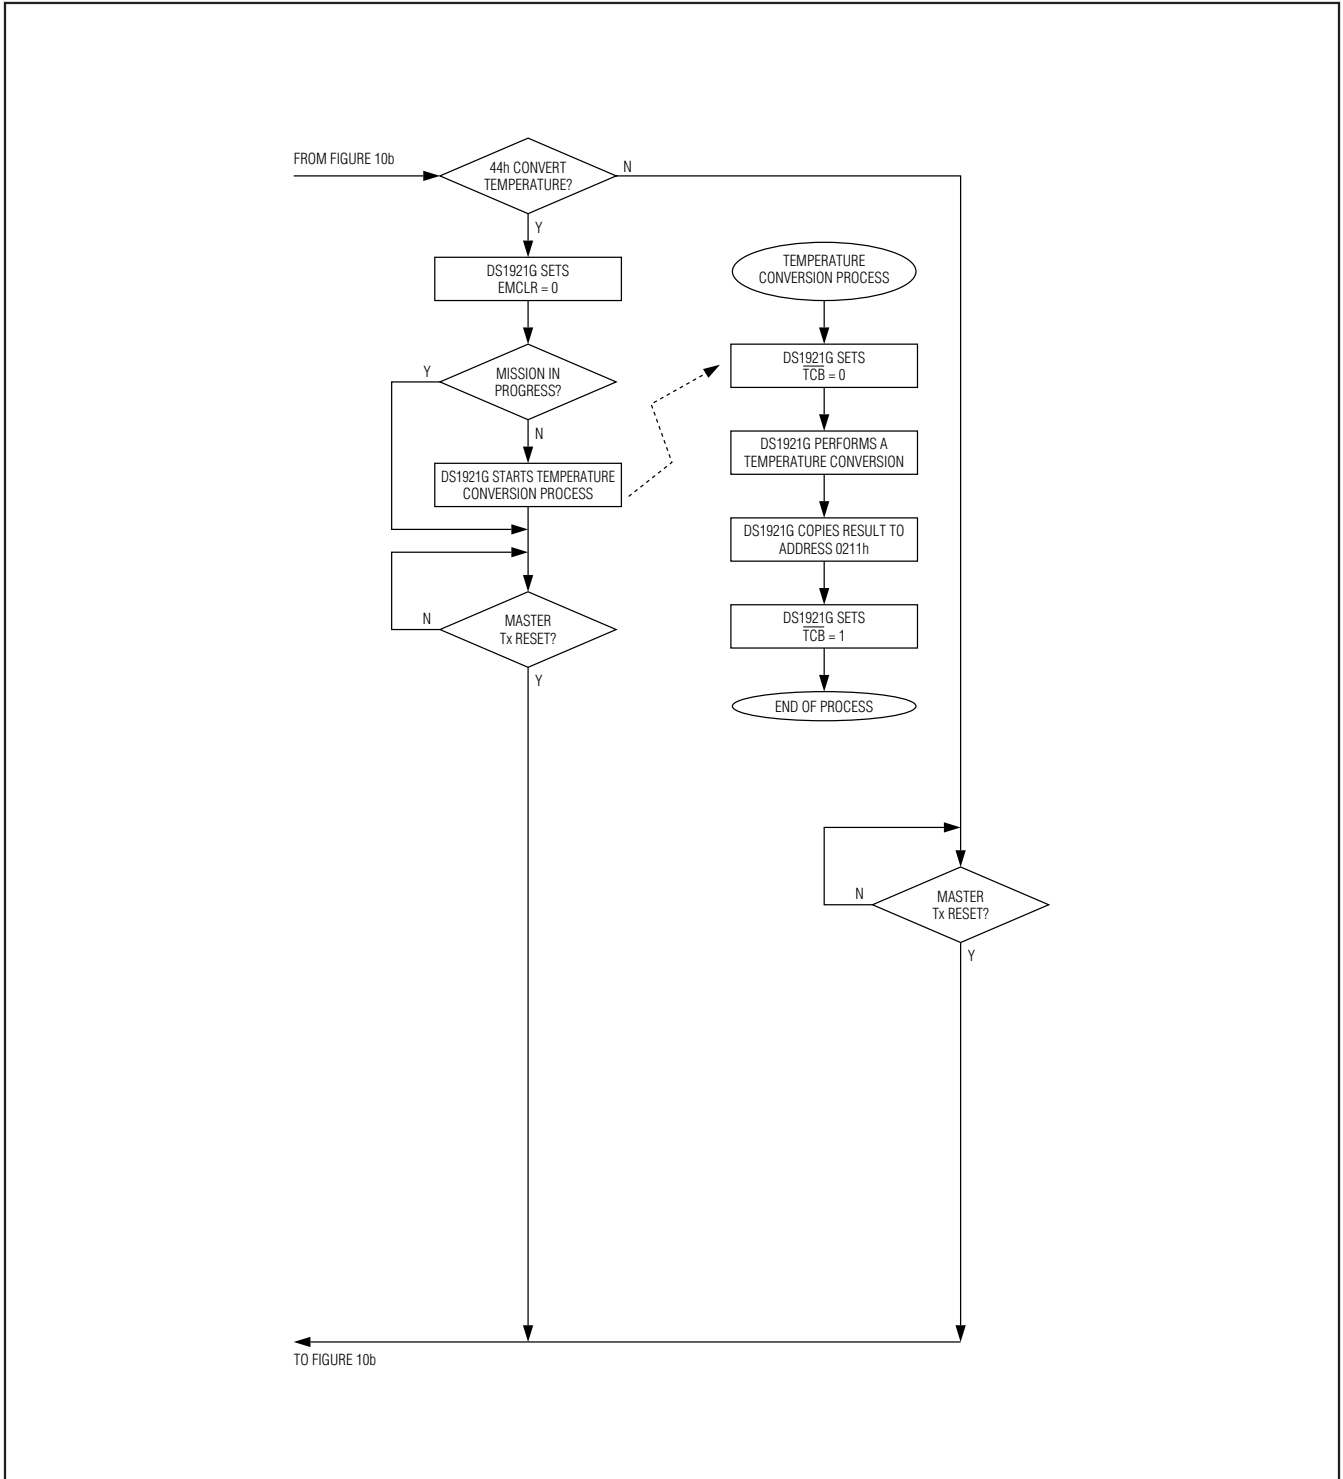 FROM FIGURE 10b
44h CONVERT
TEMPERATURE?
N
Y
DS1921G SETS
EMCLR = 0
MISSION IN
PROGRESS?
Y
N
DS1921G STARTS TEMPERATURE
CONVERSION PROCESS
MASTER
Tx RESET?
N
Y
TEMPERATURE
CONVERSION PROCESS
DS1921G SETS
T̅C̅B̅ = 0
DS1921G PERFORMS A
TEMPERATURE CONVERSION
DS1921G COPIES RESULT TO
ADDRESS 0211h
DS1921G SETS
T̅C̅B̅ = 1
END OF PROCESS
MASTER
Tx RESET?
N
Y
TO FIGURE 10b